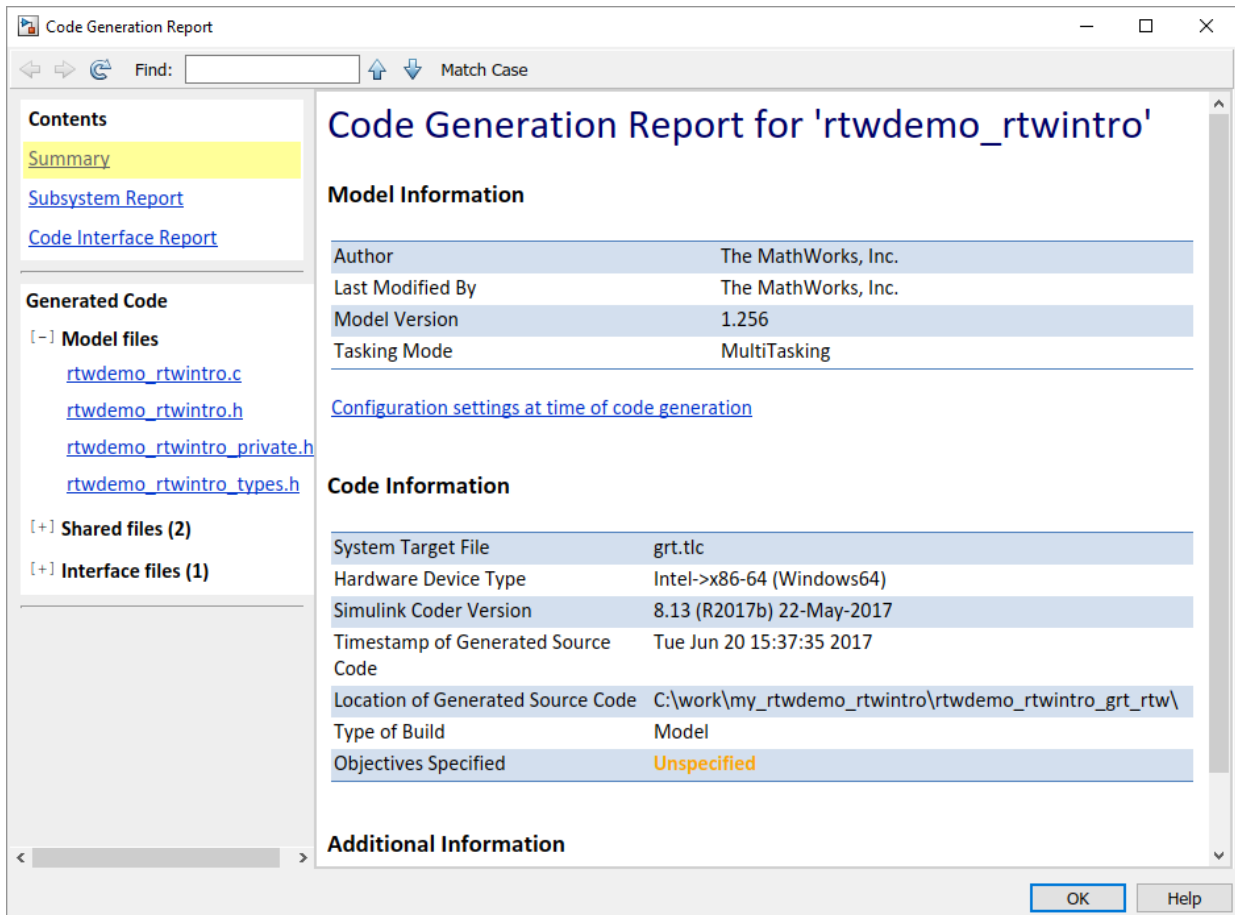 Code Generation Report
Find:
Match Case
Contents
Summary
Subsystem Report
Code Interface Report
Generated Code
[-] Model files
rtwdemo_rtwintro.c
rtwdemo_rtwintro.h
rtwdemo_rtwintro_private.h
rtwdemo_rtwintro_types.h
[+] Shared files (2)
[+] Interface files (1)
Code Generation Report for 'rtwdemo_rtwintro'
Model Information
Author The MathWorks, Inc.
Last Modified By The MathWorks, Inc.
Model Version 1.256
Tasking Mode MultiTasking
Configuration settings at time of code generation
Code Information
System Target File grt.tlc
Hardware Device Type Intel->x86-64 (Windows64)
Simulink Coder Version 8.13 (R2017b) 22-May-2017
Timestamp of Generated Source Tue Jun 20 15:37:35 2017
Code
Location of Generated Source Code C:\work\my_rtwdemo_rtwintro\rtwdemo_rtwintro_grt_rtw\
Type of Build Model
Objectives Specified Unspecified
Additional Information
OK Help